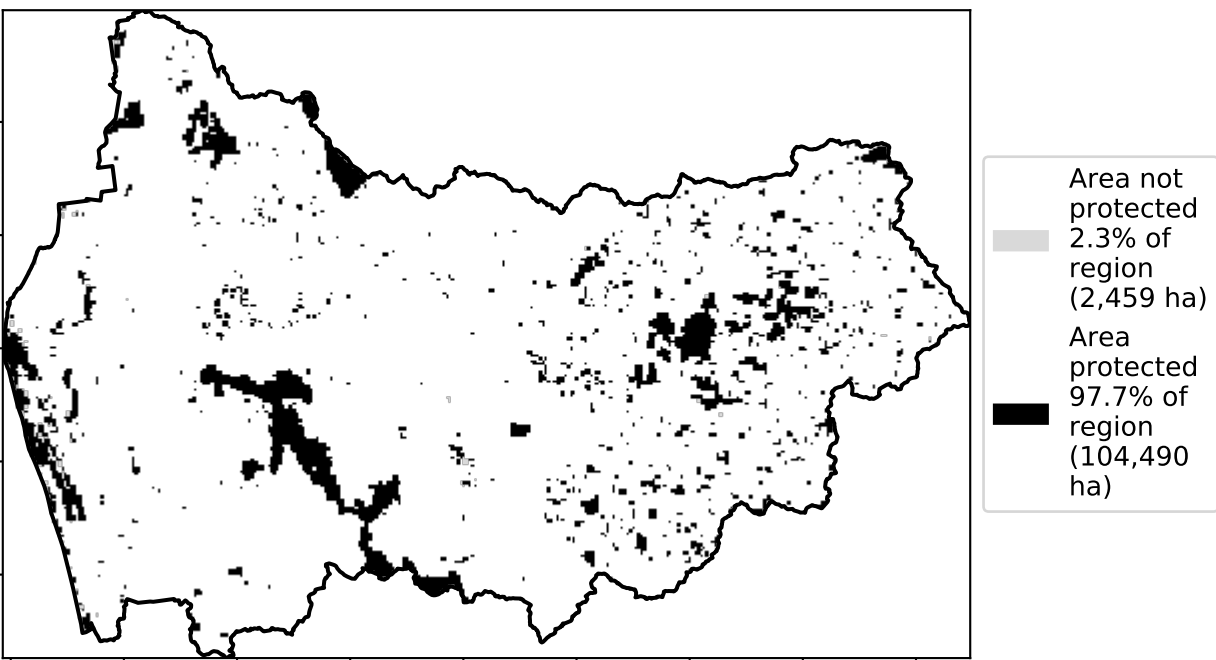 Area not
protected
2.3% of
region
(2,459 ha)
Area
protected
97.7% of
region
(104,490
ha)